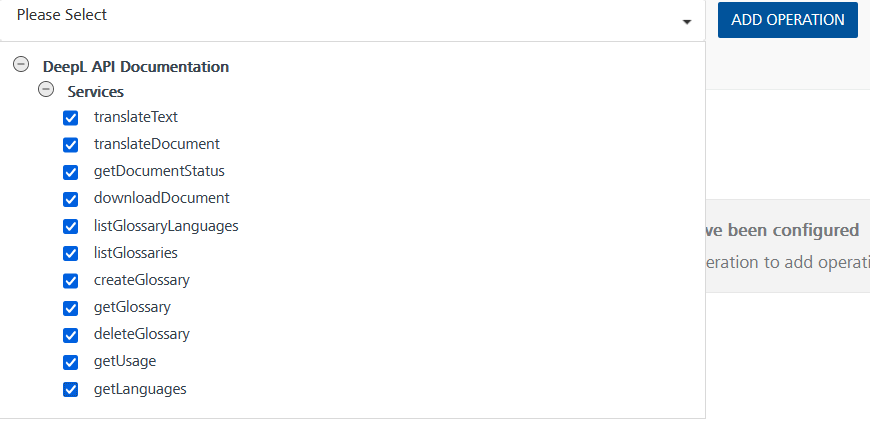 Please Select
ADD OPERATION
DeepL API Documentation
Services
translateText
translateDocument
getDocumentStatus
downloadDocument
listGlossaryLanguages
ve been configured
listGlossaries
eration to add operati
createGlossary
getGlossary
deleteGlossary
getUsage
getLanguages